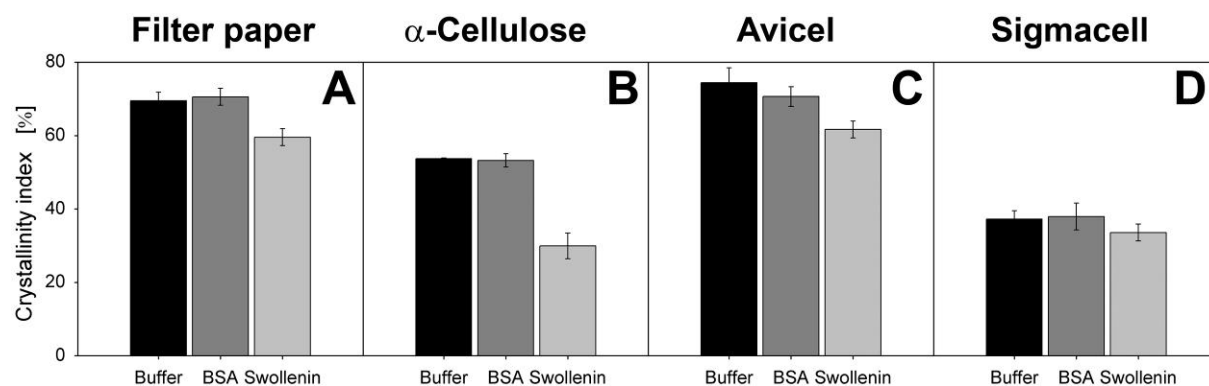 Filter paper α-Cellulose Avicel Sigmacell
80 A B C D
60
40
20
0
Crystallinity index [%]
Buffer BSA Swollenin Buffer BSA Swollenin Buffer BSA Swollenin Buffer BSA Swollenin